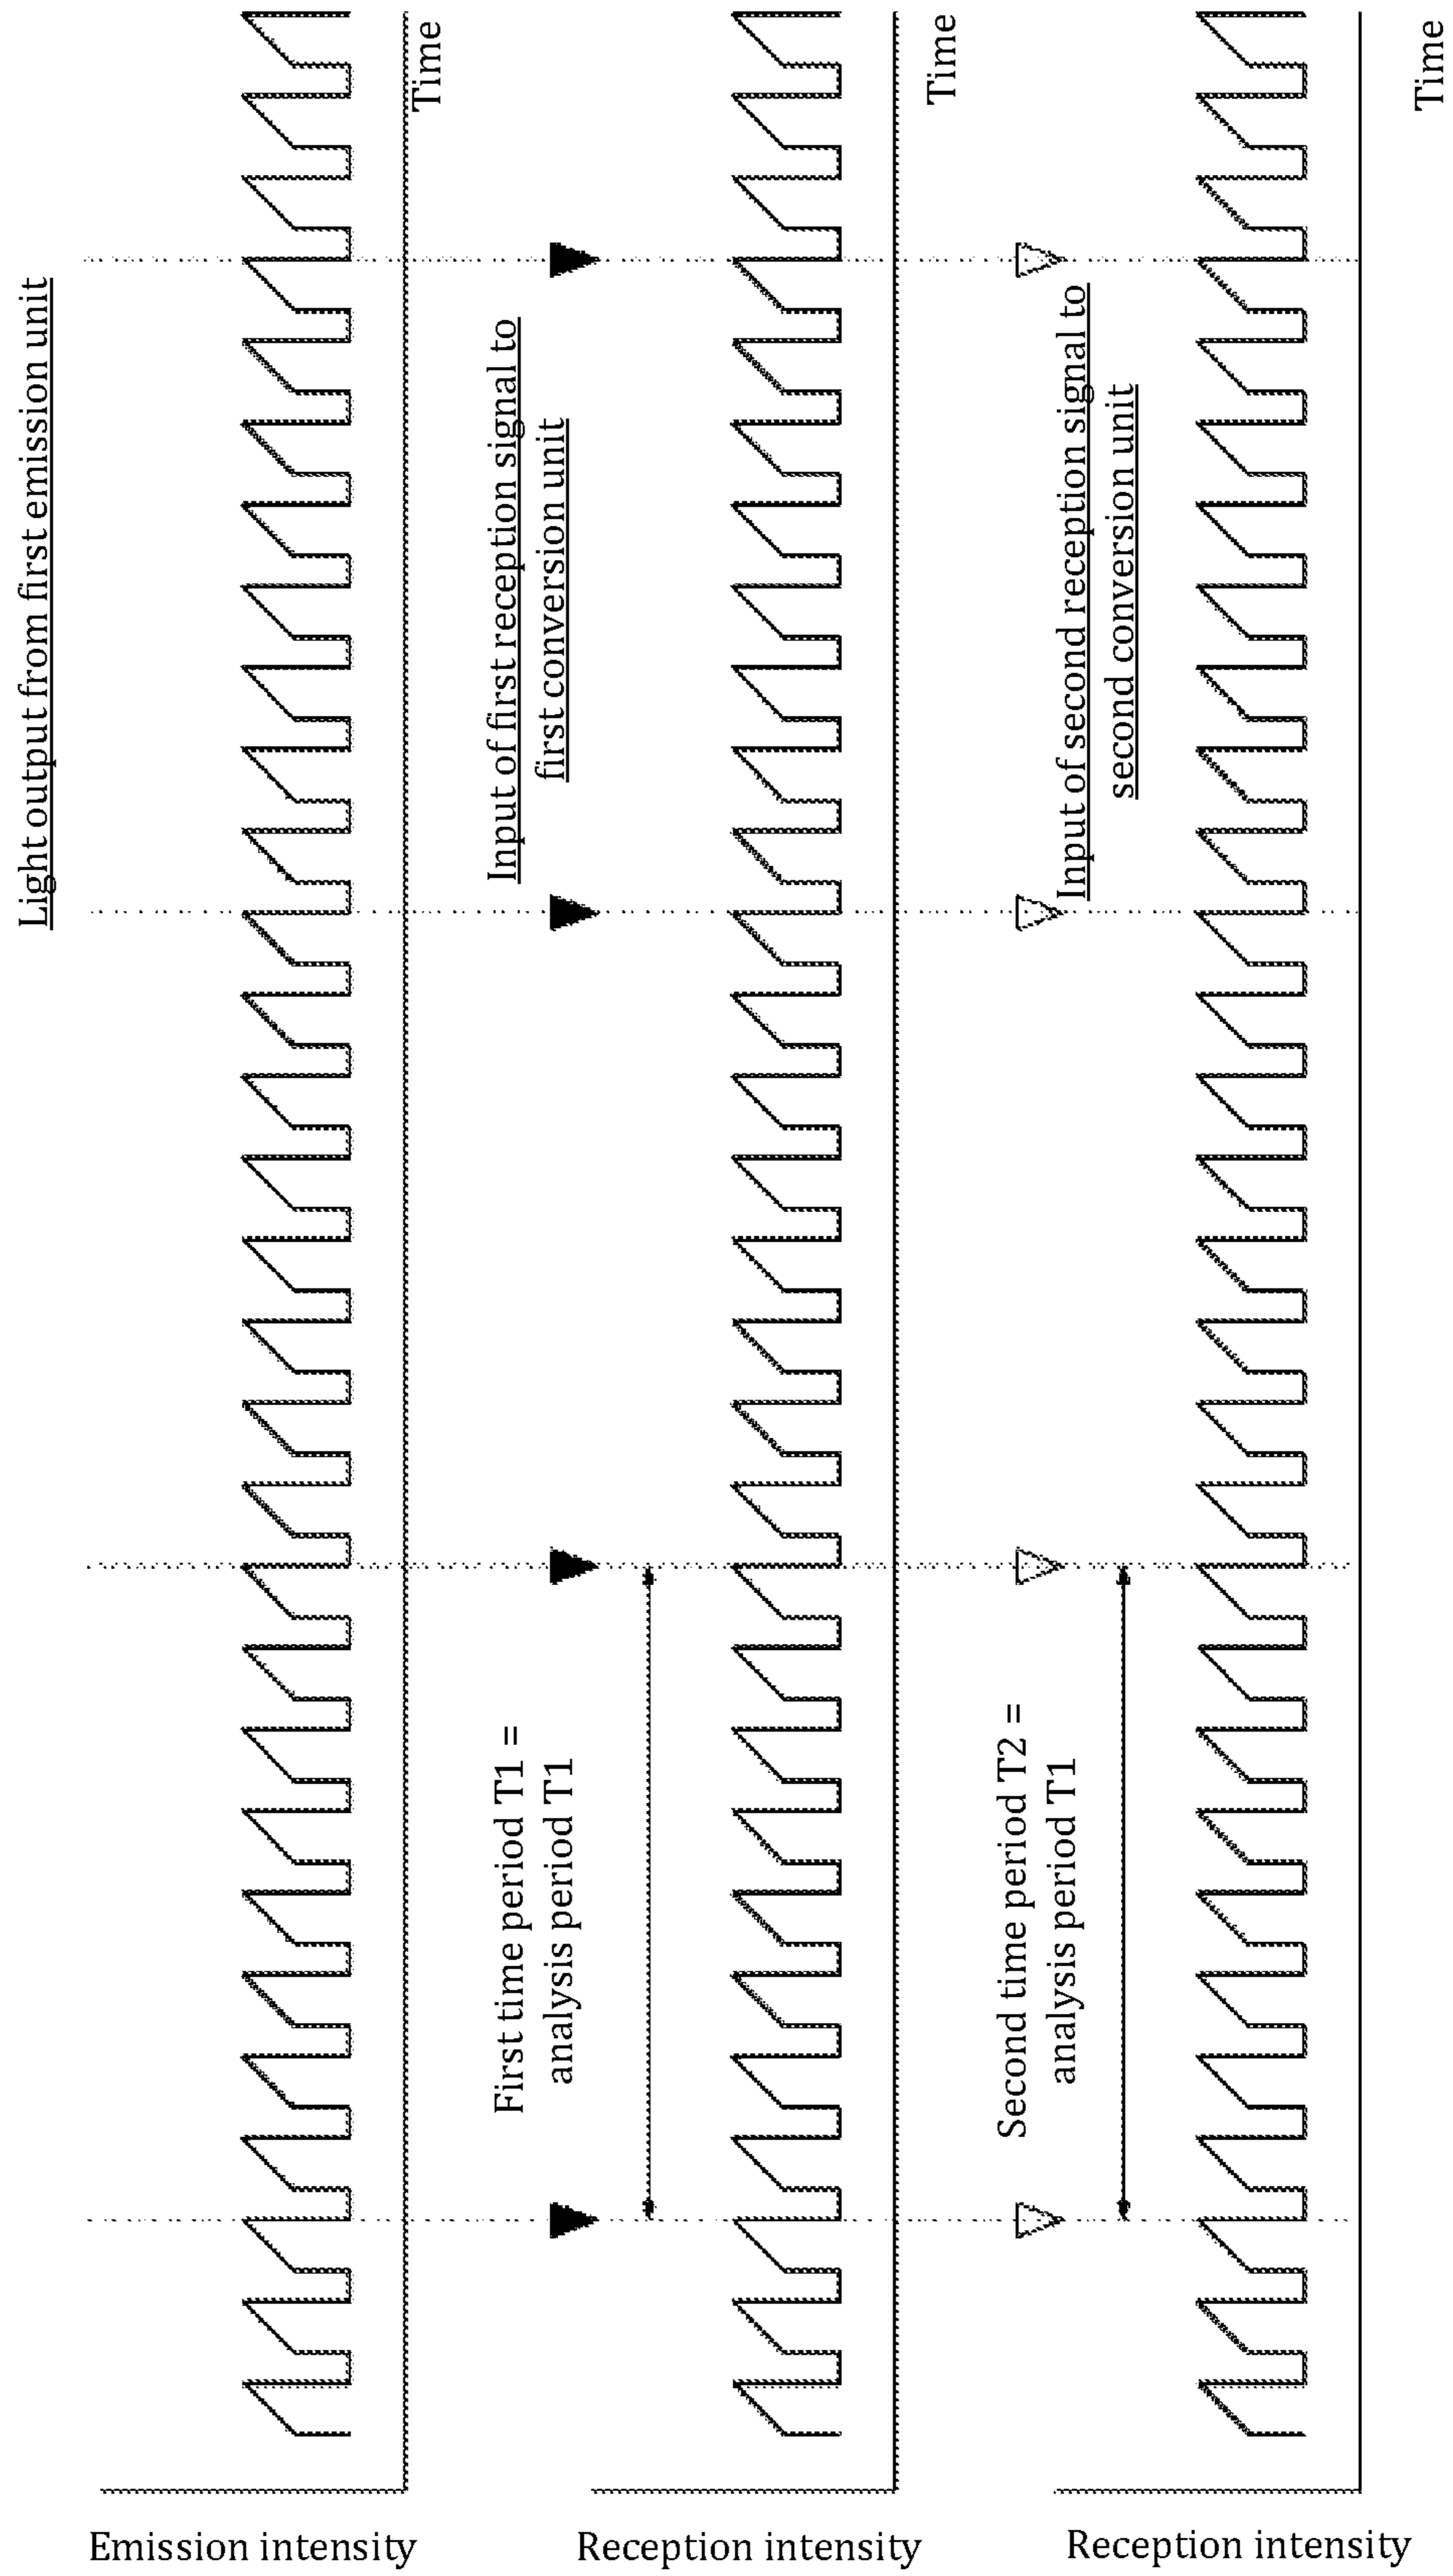 Light output from first emission unit
Emission intensity
Time
Input of first reception signal to
first conversion unit
First time period T1 =
analysis period T1
Reception intensity
Time
Input of second reception signal to
second conversion unit
Second time period T2 =
analysis period T1
Reception intensity
Time